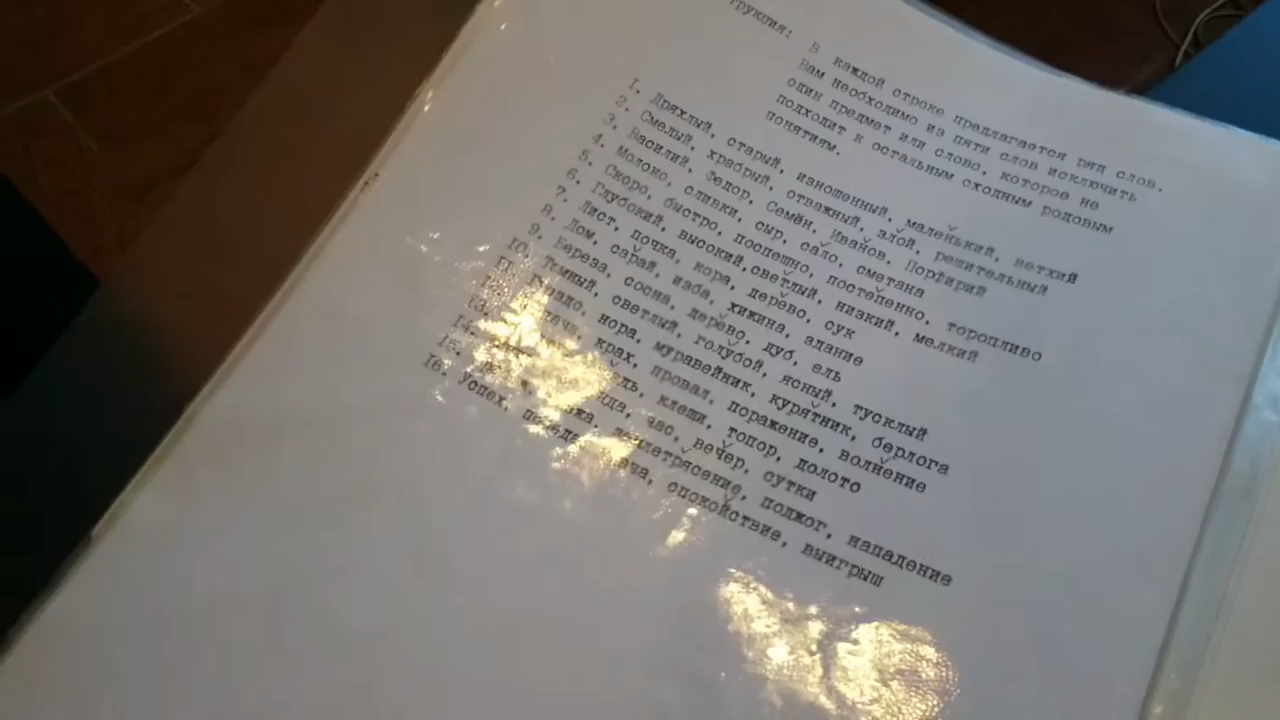 трукция: В каждой строке предлагается ряд слов.
Вам необходимо из пяти слов исключить
один предмет или слово, которое не
подходит к остальным сходным родовым
понятиям.
1. Дряхлый, старый, изношенный, маленький, ветхий
2. Смелый, храбрый, отважный, злой, решительный
3. Василий, Федор, Семён, Иванов, Порфирий
4. Молоко, сливки, сыр, сало, сметана
5. Скоро, быстро, поспешно, постепенно, торопливо
6. Глубокий, высокий, светлый, низкий, мелкий
7. Лист, почка, кора, дерево, сук
8. Дом, сарай, изба, хижина, здание
9. Береза, сосна, дерево, дуб, ель
10. Темный, светлый, голубой, ясный, тусклый
11. нора, муравейник, курятник, берлога
крах, провал, поражение, волнение
клещи, топор, долото
час, вечер, сутки
землетрясение, поджог, нападение
16. Успех, спокойствие, выигрыш